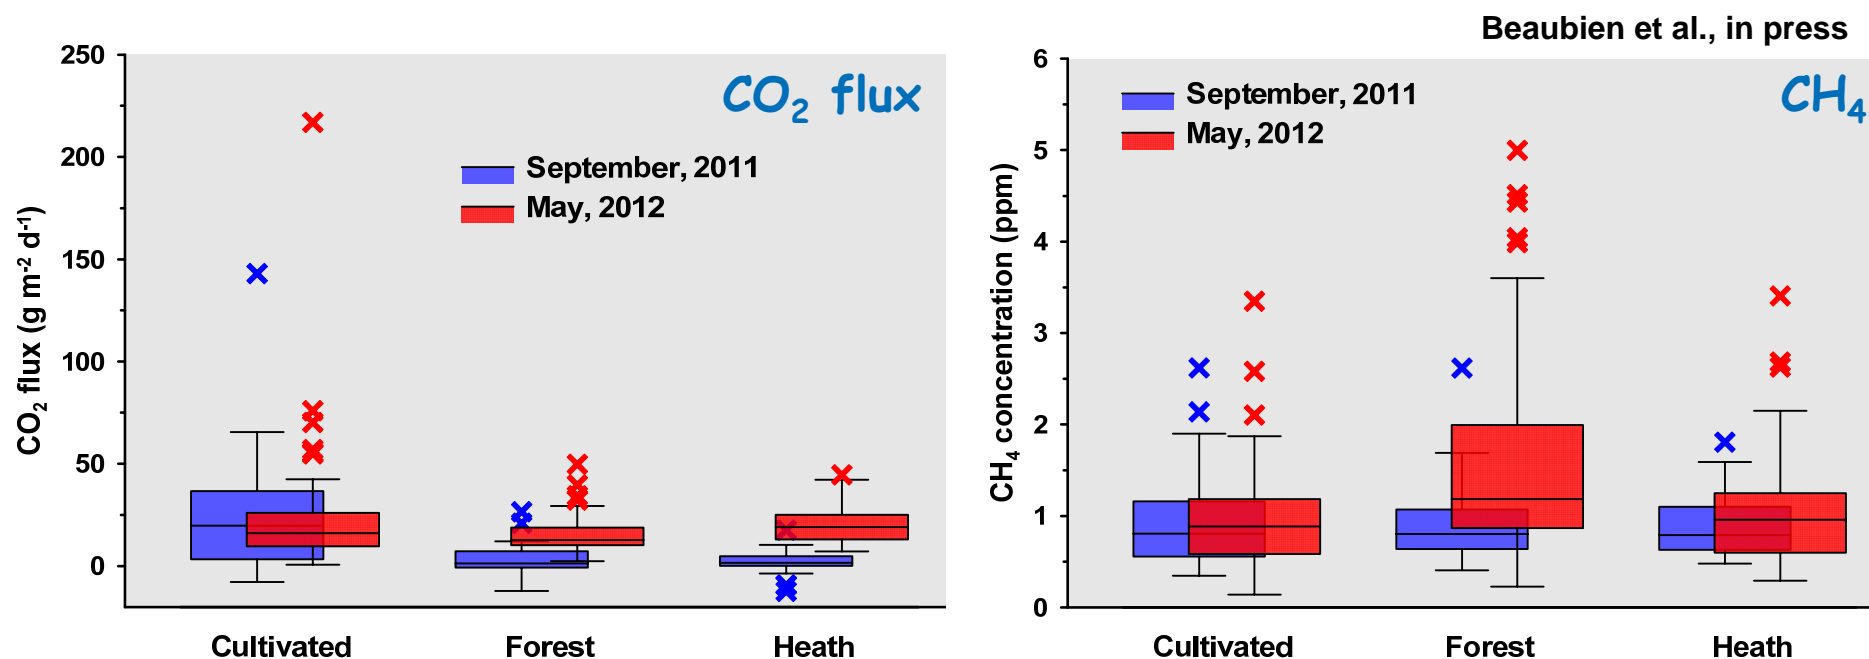 Beaubien et al., in press
CO₂ flux
September, 2011
May, 2012
CO₂ flux (g m⁻² d⁻¹)
250
200
150
100
50
0
Cultivated Forest Heath
CH₄
September, 2011
May, 2012
CH₄ concentration (ppm)
6
5
4
3
2
1
0
Cultivated Forest Heath